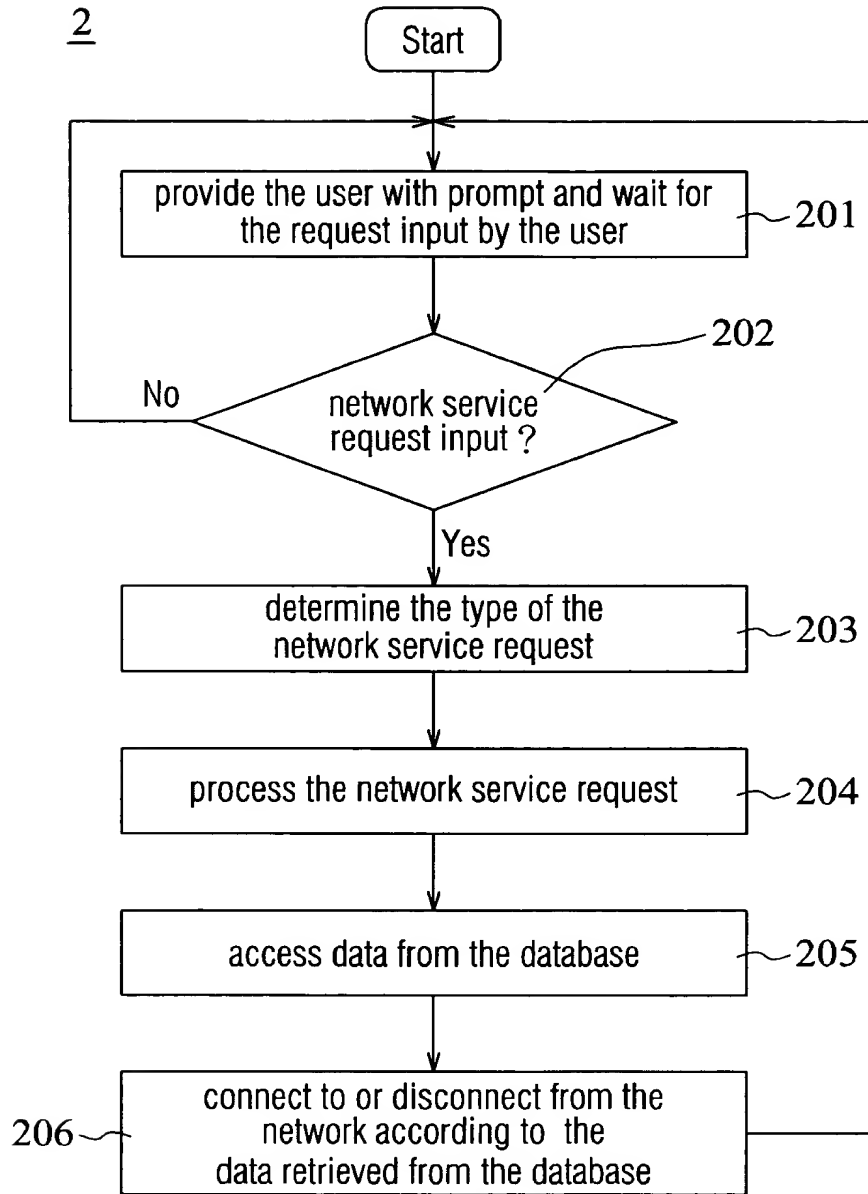 2
Start
provide the user with prompt and wait for
the request input by the user
201
202
No
network service
request input ?
Yes
determine the type of the
network service request
203
process the network service request
204
access data from the database
205
connect to or disconnect from the
network according to the
data retrieved from the database
206